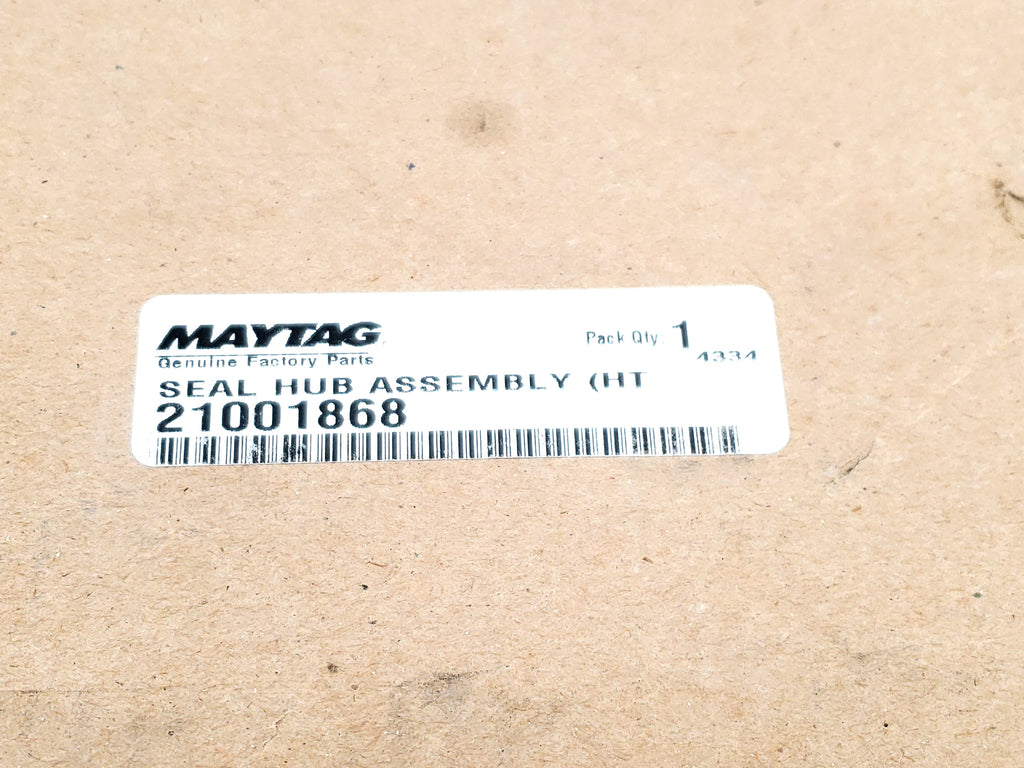 MAYTAG
Genuine Factory Parts
Pack Qty: 1
4334
SEAL HUB ASSEMBLY (HT
21001868